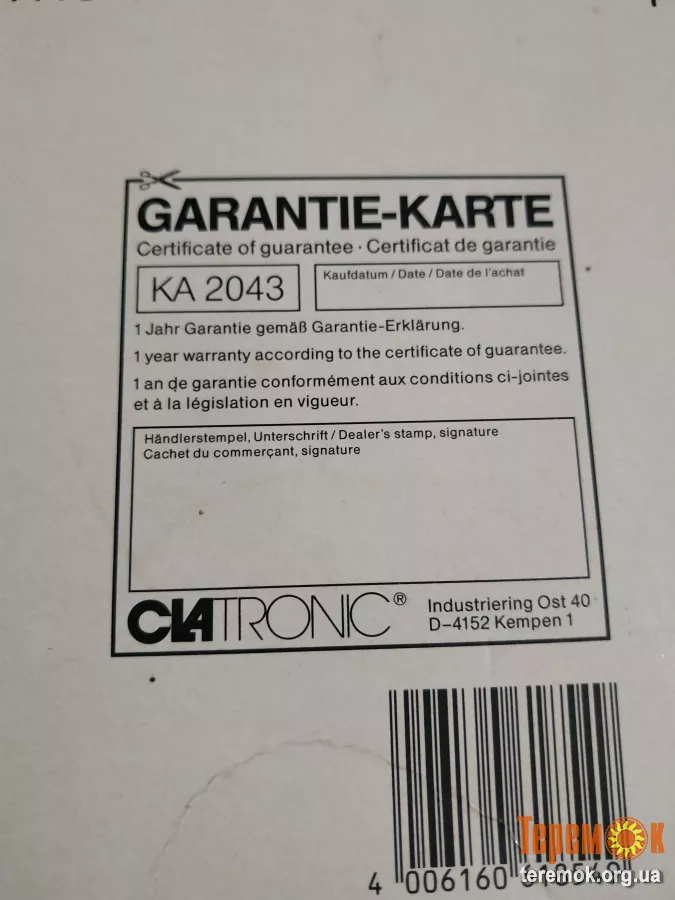 GARANTIE-KARTE
Certificate of guarantee · Certificat de garantie
KA 2043
Kaufdatum / Date / Date de l'achat
1 Jahr Garantie gemäß Garantie-Erklärung.
1 year warranty according to the certificate of guarantee.
1 an de garantie conformément aux conditions ci-jointes
et à la législation en vigueur.
Händlerstempel, Unterschrift / Dealer's stamp, signature
Cachet du commerçant, signature
CLATRONIC®
Industriering Ost 40
D-4152 Kempen 1
Теремок
teremok.org.ua
4 006160